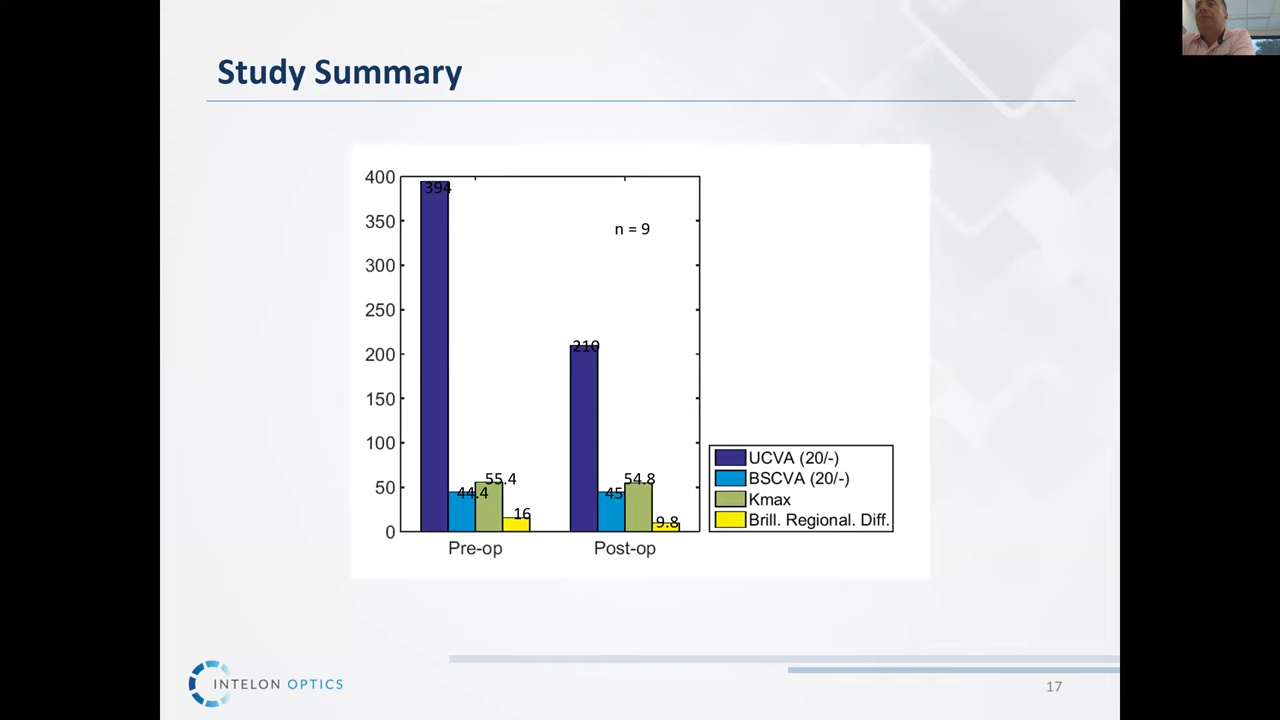 Study Summary
400
350
300
250
200
150
100
50
0
394
n = 9
210
55.4
44.4
16
54.8
45
9.8
Pre-op
Post-op
UCVA (20/-)
BSCVA (20/-)
Kmax
Brill. Regional. Diff.
INTELON OPTICS
17